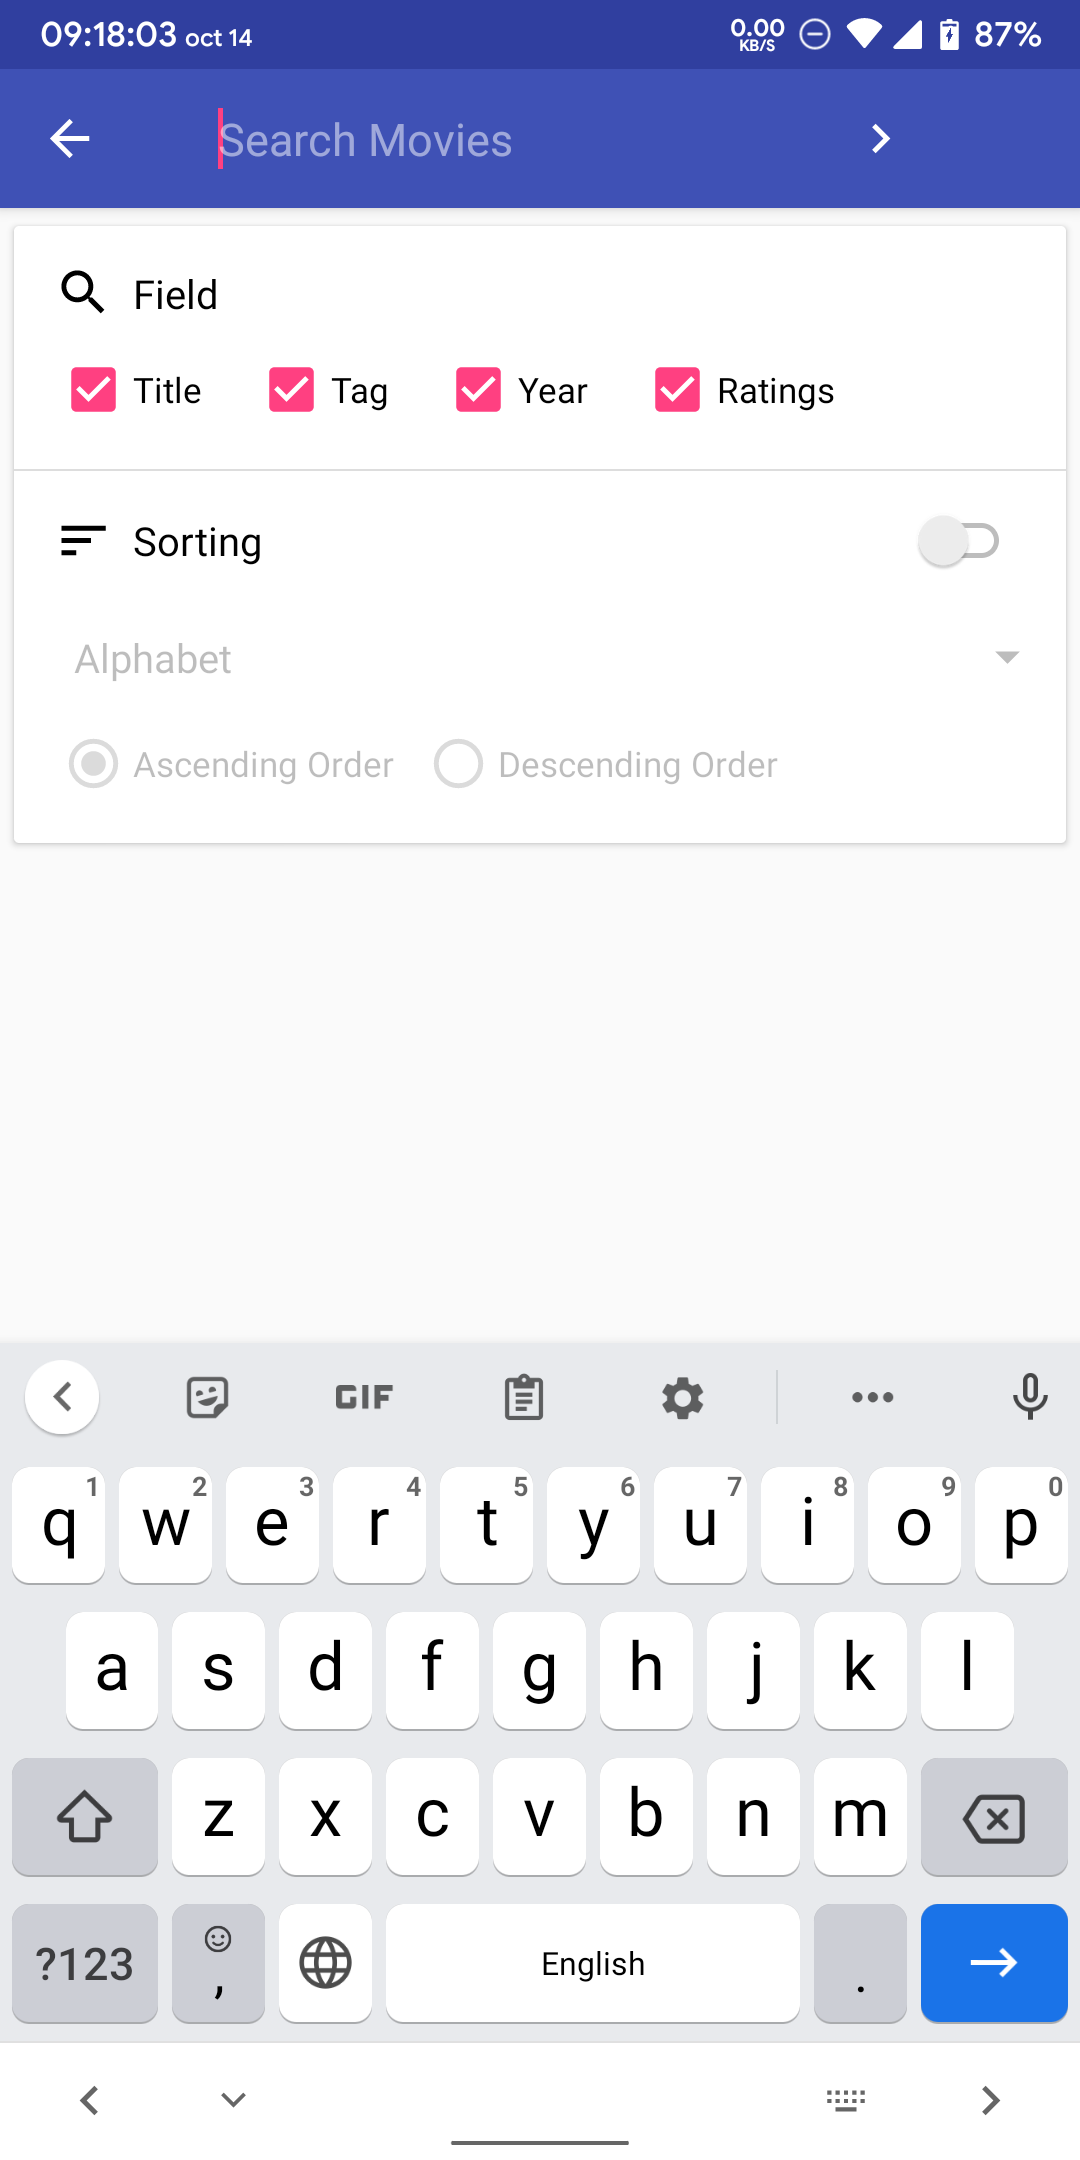 09:18:03 oct 14 0.00 KB/S 87%
Search Movies
Field
Title Tag Year Ratings
Sorting
Alphabet
Ascending Order Descending Order
GIF
1 2 3 4 5 6 7 8 9 0
q w e r t y u i o p
a s d f g h j k l
z x c v b n m
?123 , English .